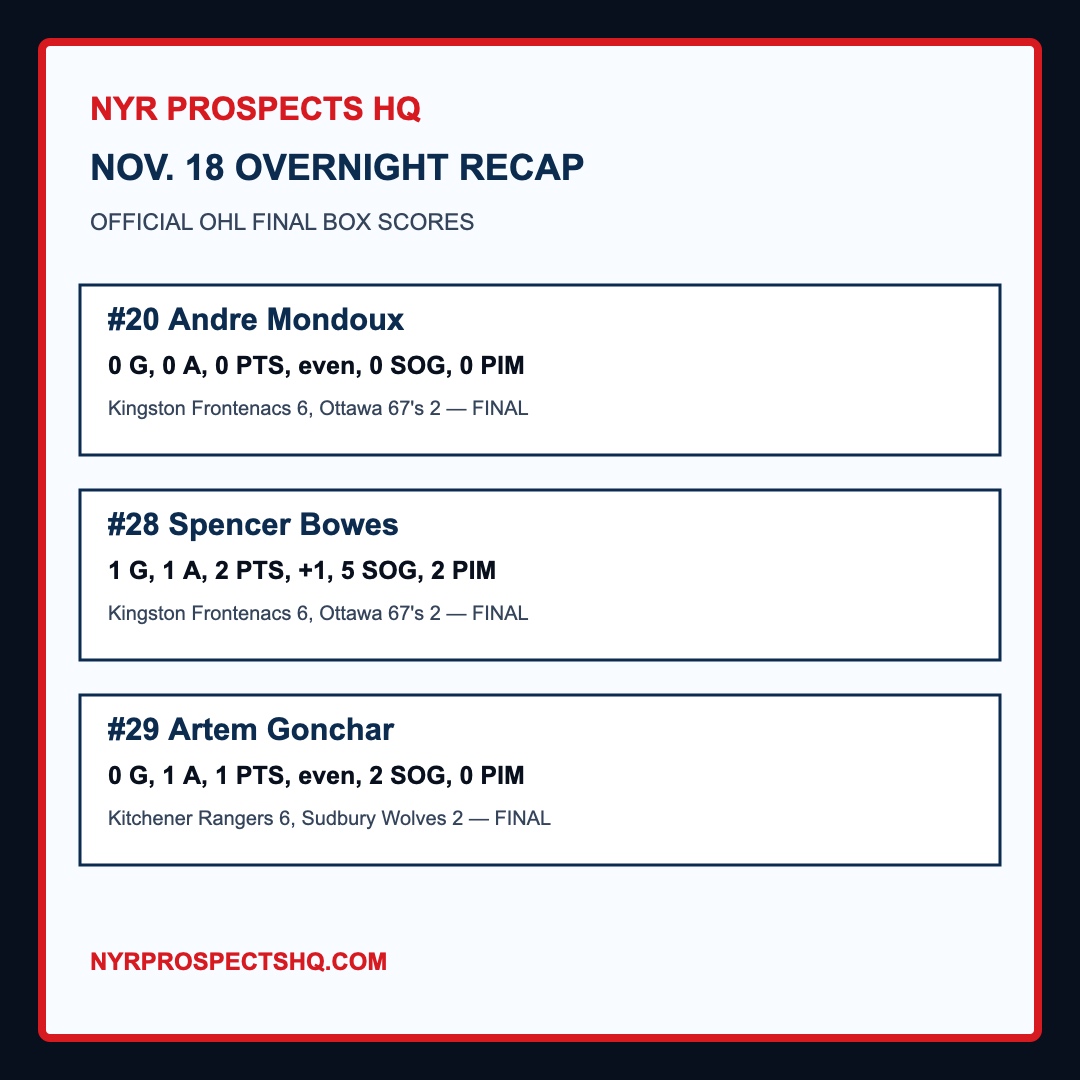 NYR PROSPECTS HQ
NOV. 18 OVERNIGHT RECAP
OFFICIAL OHL FINAL BOX SCORES
#20 Andre Mondoux
0 G, 0 A, 0 PTS, even, 0 SOG, 0 PIM
Kingston Frontenacs 6, Ottawa 67's 2 — FINAL
#28 Spencer Bowes
1 G, 1 A, 2 PTS, +1, 5 SOG, 2 PIM
Kingston Frontenacs 6, Ottawa 67's 2 — FINAL
#29 Artem Gonchar
0 G, 1 A, 1 PTS, even, 2 SOG, 0 PIM
Kitchener Rangers 6, Sudbury Wolves 2 — FINAL
NYRPROSPECTSHQ.COM